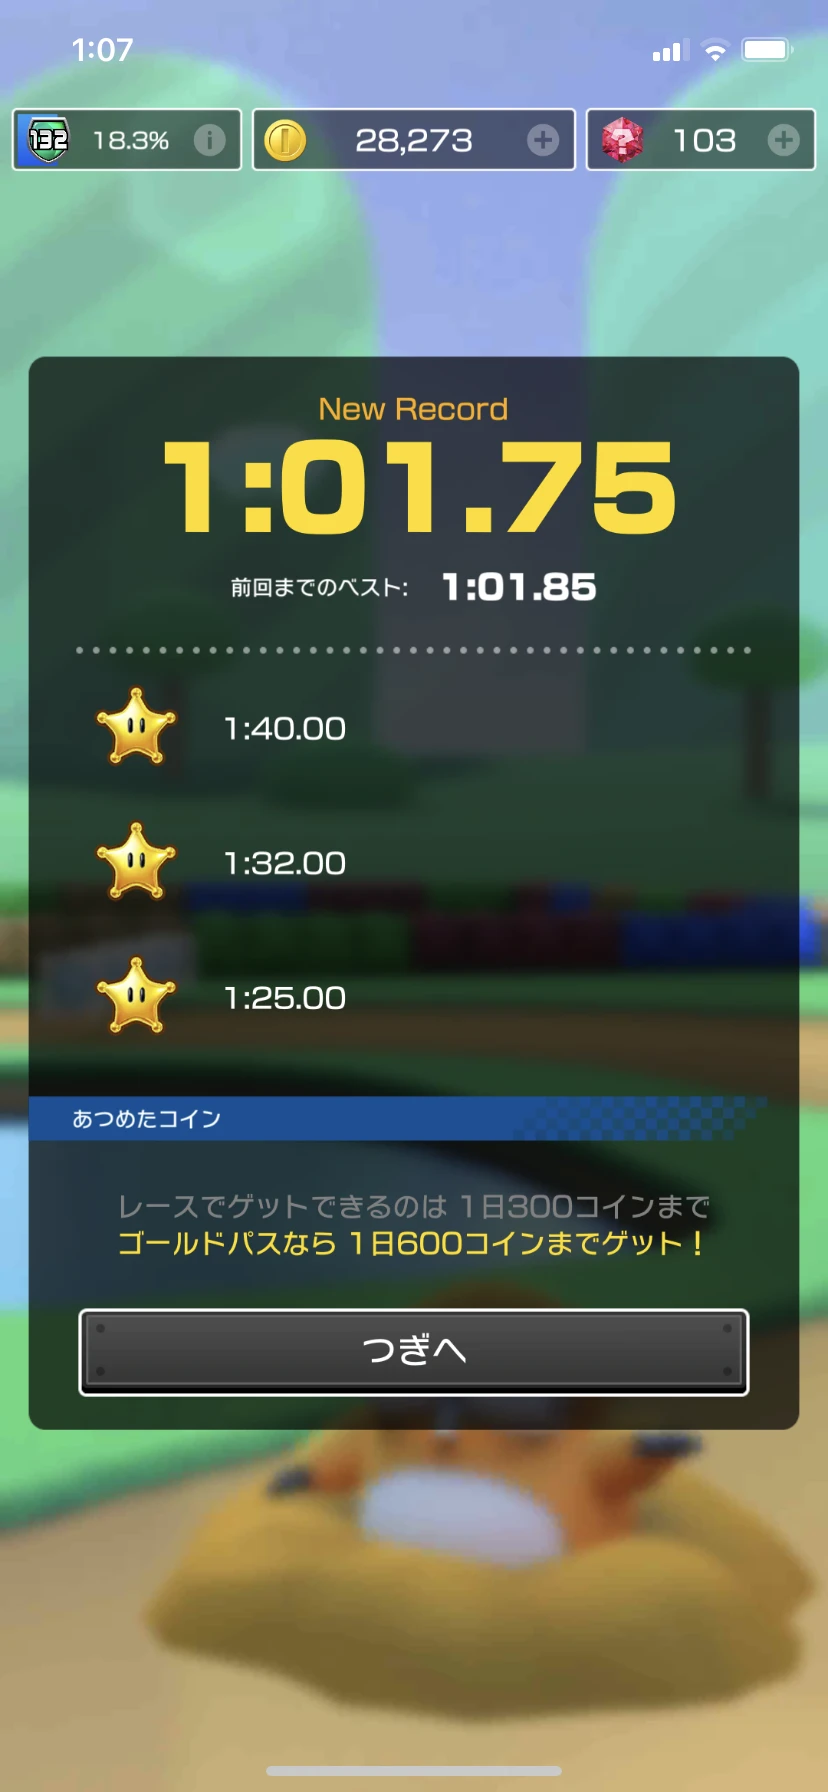 1:07
132 18.3% i 28,273 + ? 103 +
New Record
1:01.75
前回までのベスト: 1:01.85
1:40.00
1:32.00
1:25.00
あつめたコイン
レースでゲットできるのは 1日300コインまで
ゴールドパスなら 1日600コインまでゲット！
つぎへ